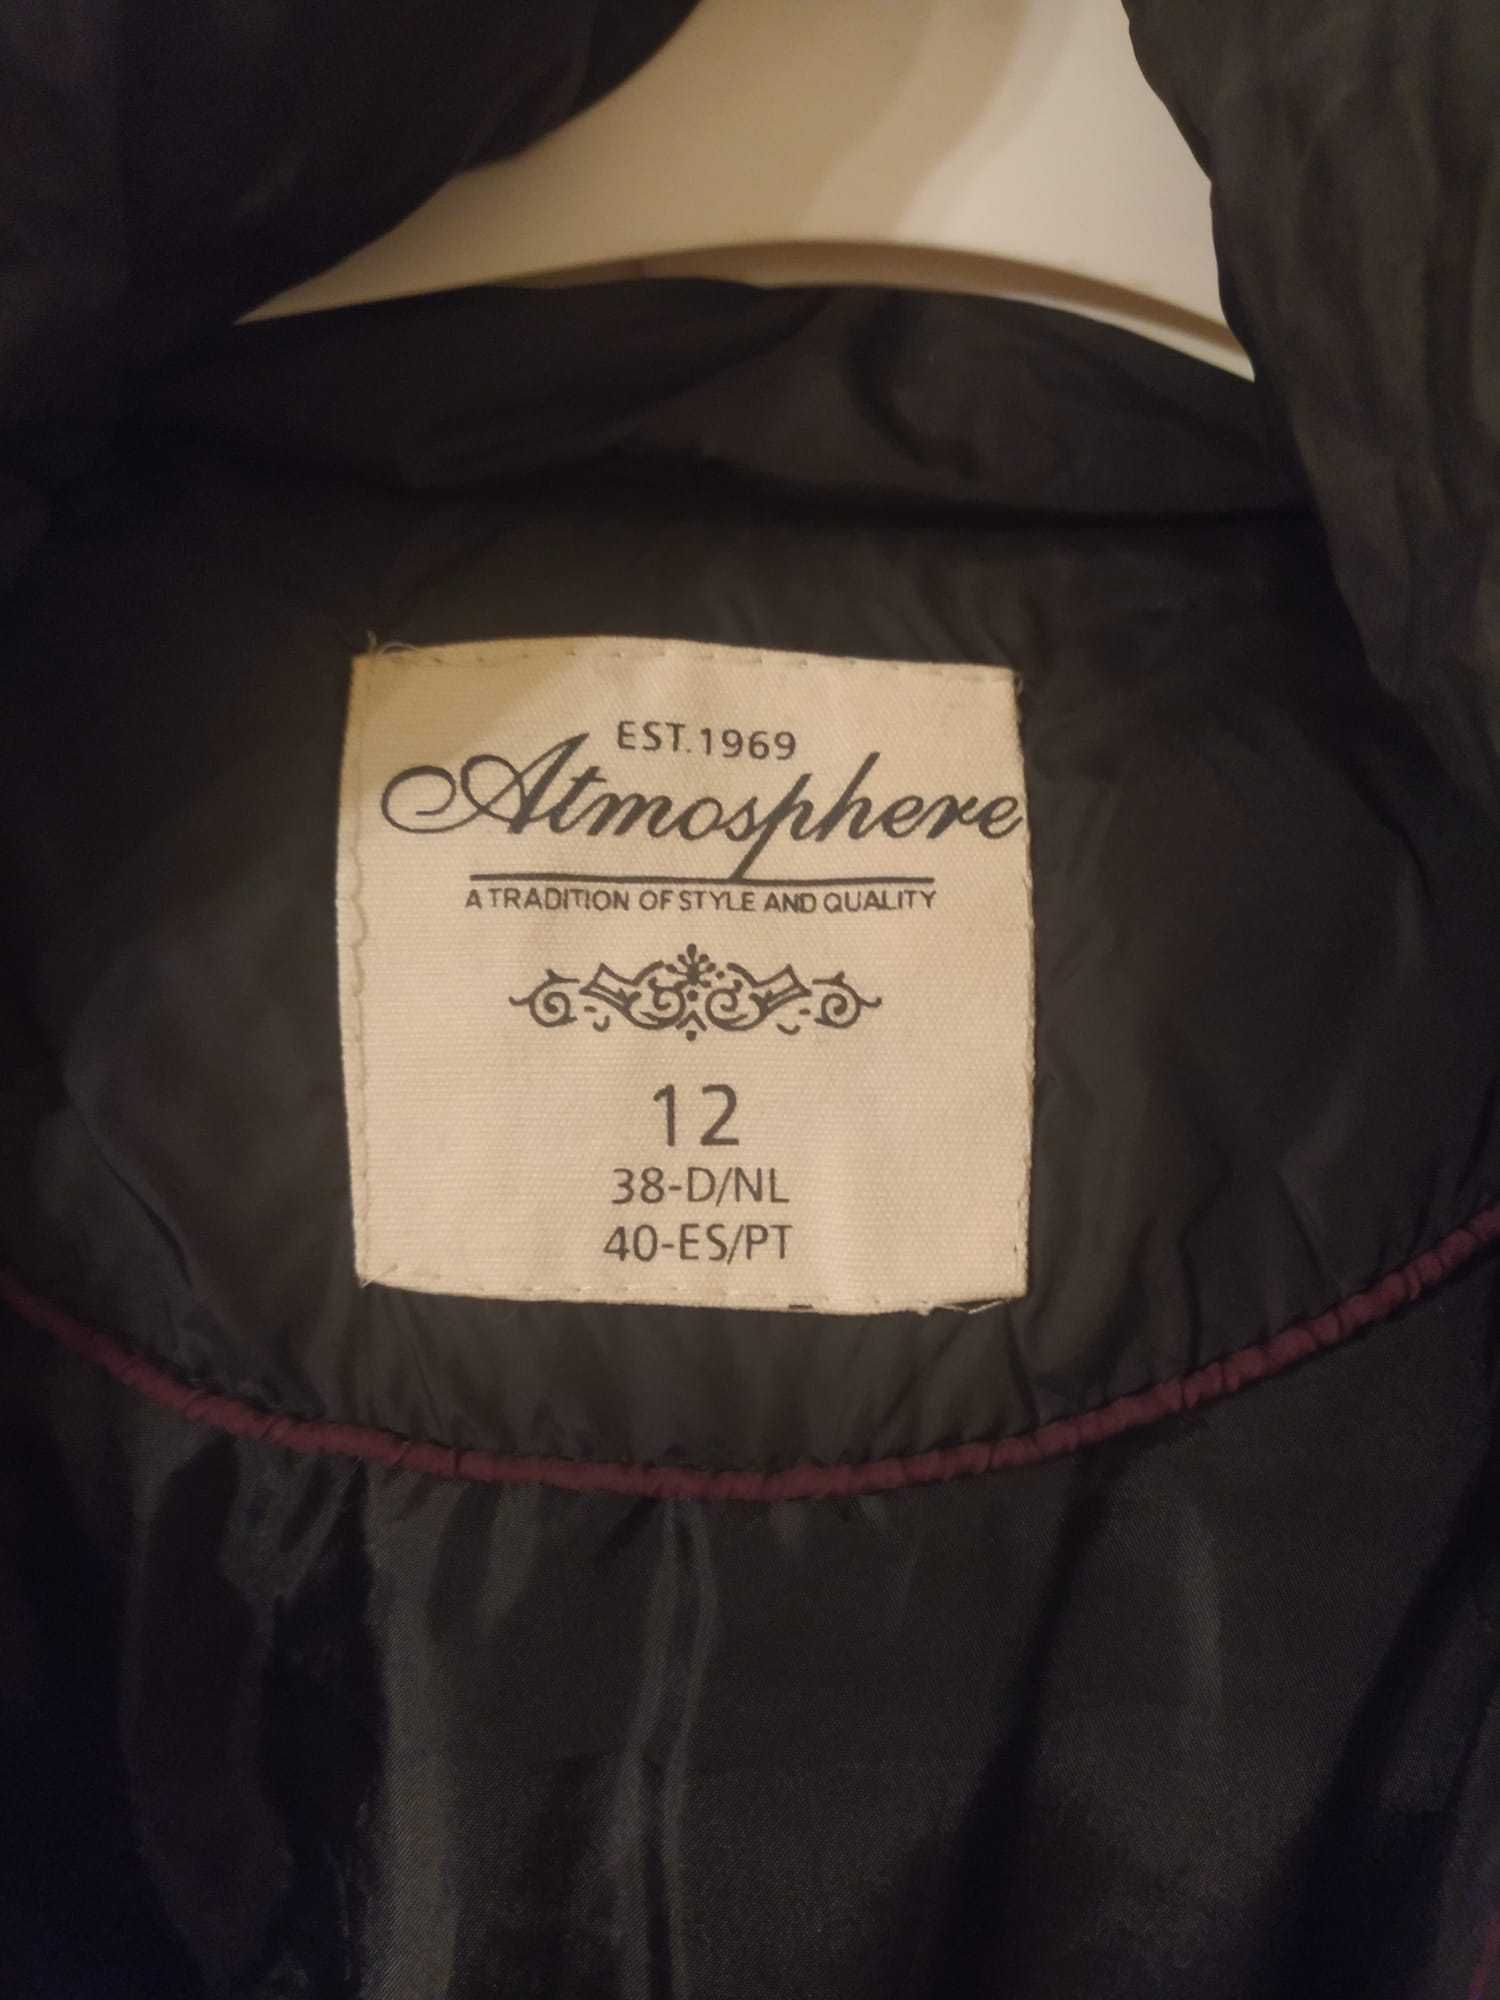 EST. 1969
Atmosphere
A TRADITION OF STYLE AND QUALITY
12
38-D/NL
40-ES/PT